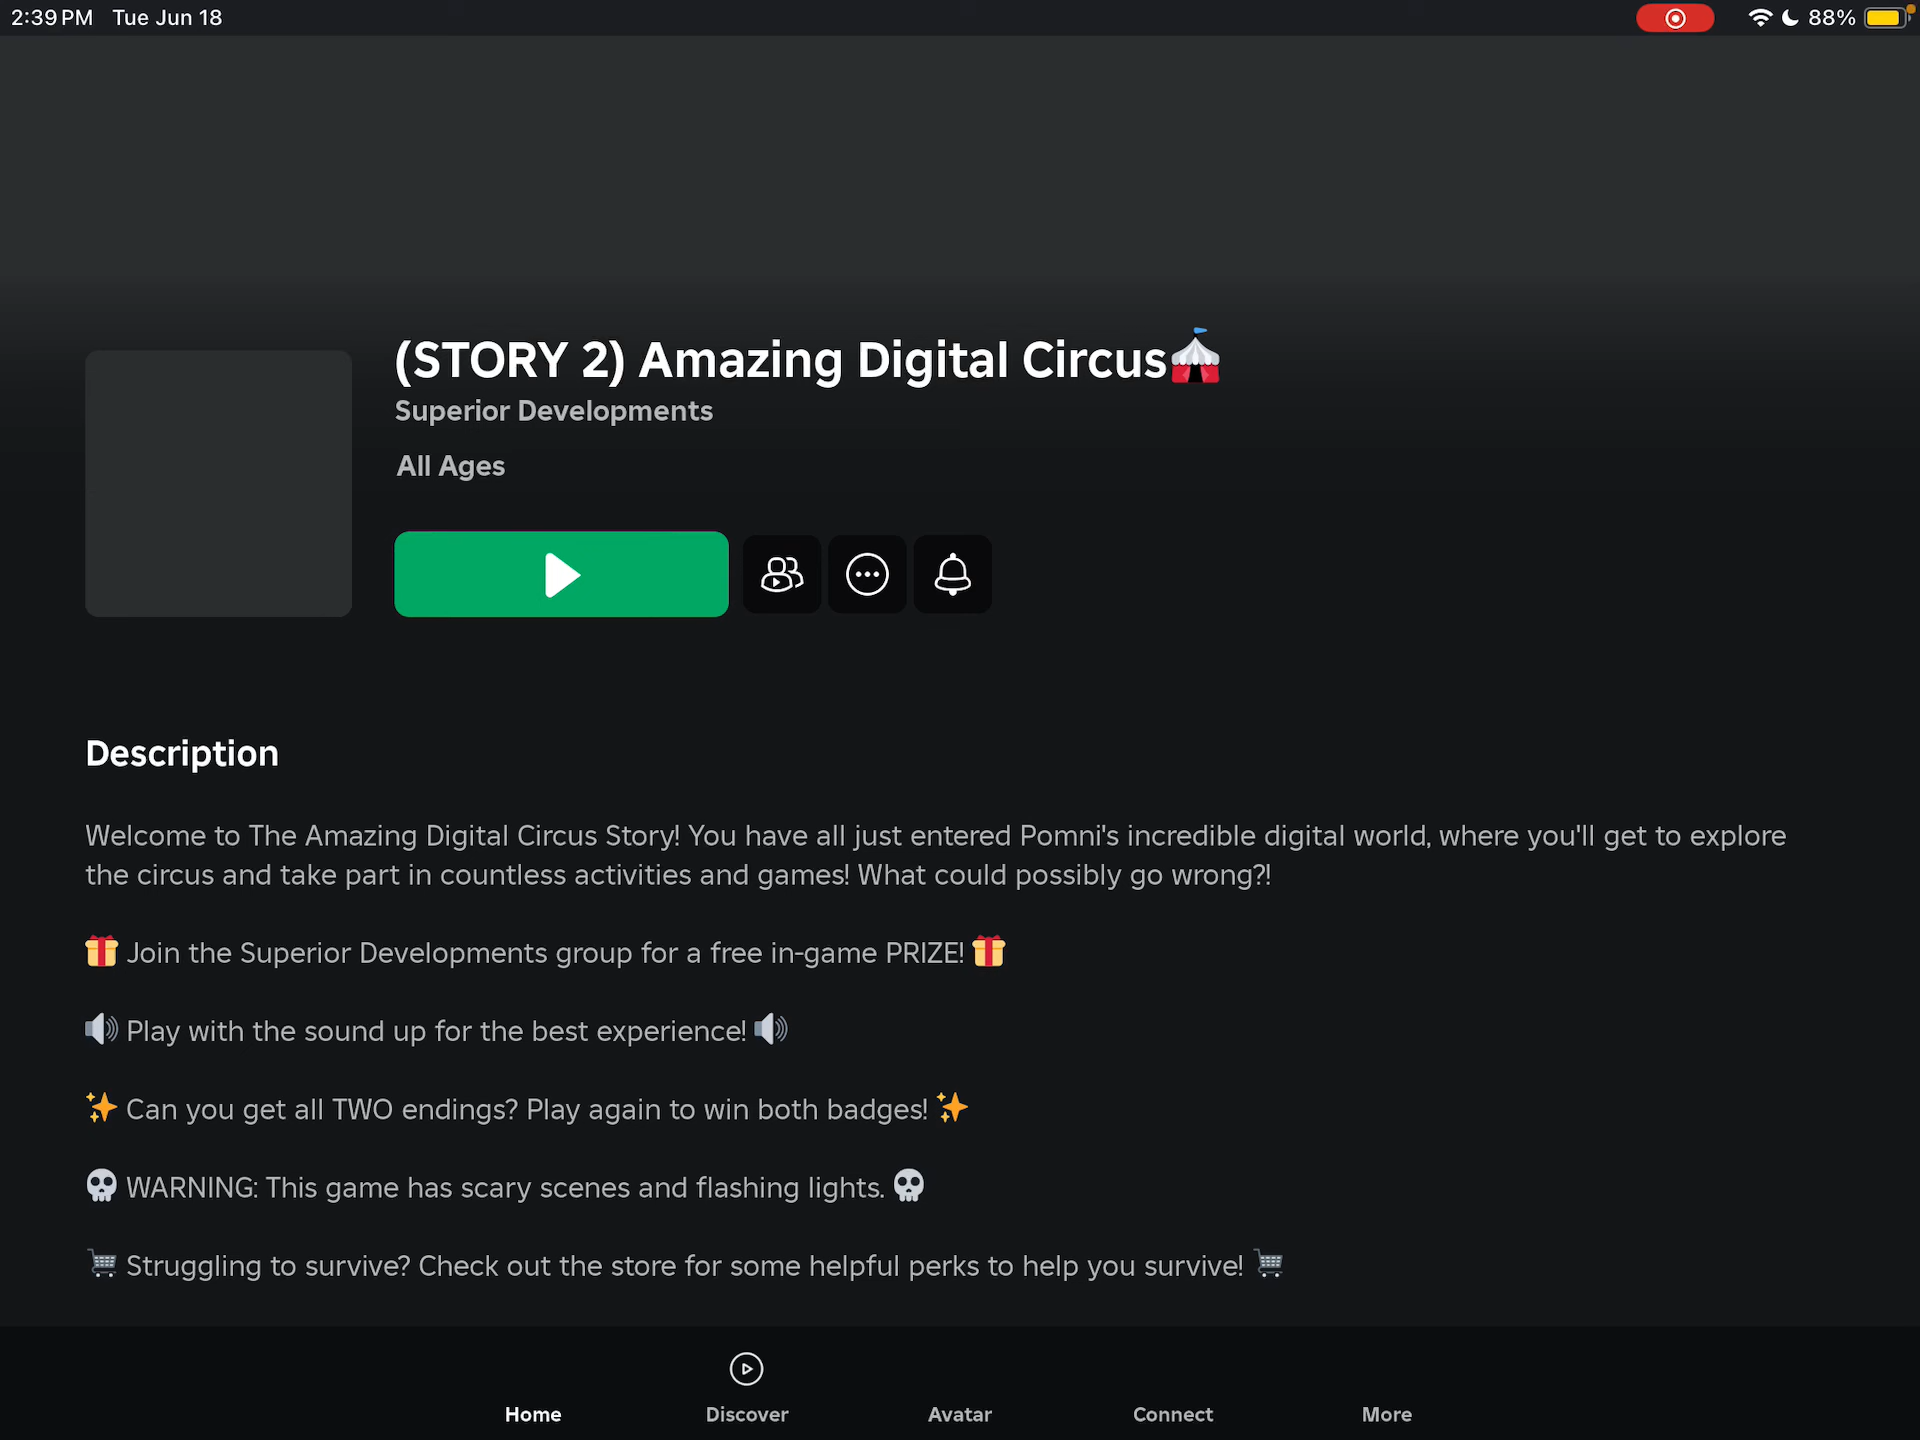 2:39 PM Tue Jun 18
88%
(STORY 2) Amazing Digital Circus🎪
Superior Developments
All Ages
Description
Welcome to The Amazing Digital Circus Story! You have all just entered Pomni's incredible digital world, where you'll get to explore
the circus and take part in countless activities and games! What could possibly go wrong?!
🎁 Join the Superior Developments group for a free in-game PRIZE! 🎁
🔊 Play with the sound up for the best experience! 🔊
✨ Can you get all TWO endings? Play again to win both badges! ✨
💀 WARNING: This game has scary scenes and flashing lights. 💀
🛒 Struggling to survive? Check out the store for some helpful perks to help you survive! 🛒
Home Discover Avatar Connect More